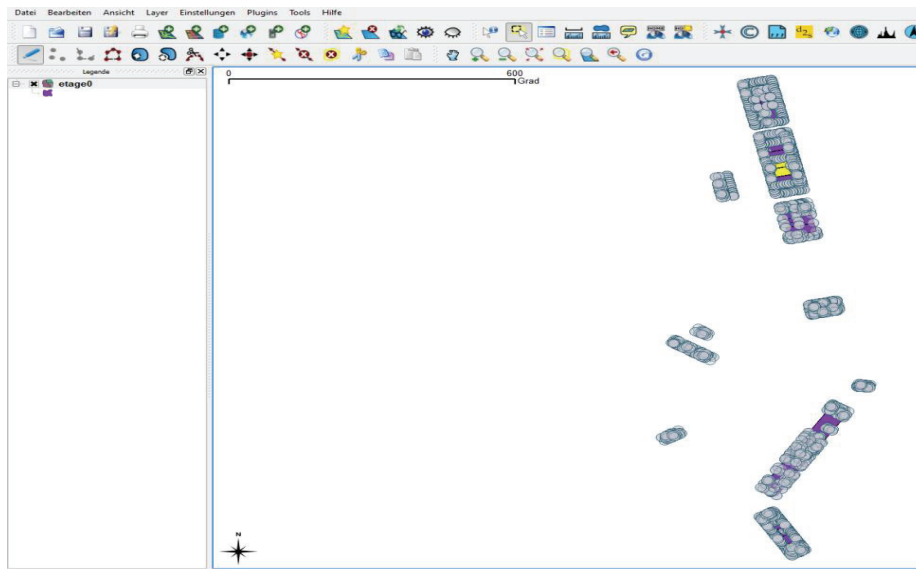 Datei Bearbeiten Ansicht Layer Einstellungen Plugins Tools Hilfe
Legende
etage0
0 600
Grad
N